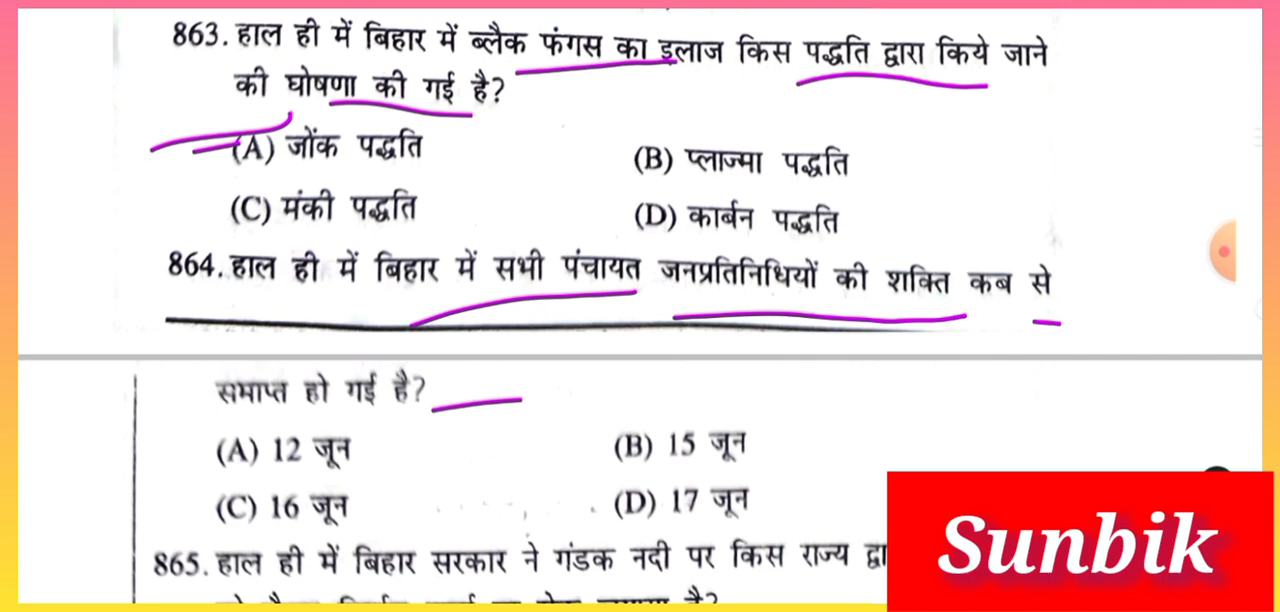 863. हाल ही में बिहार में ब्लैक फंगस का इलाज किस पद्धति द्वारा किये जाने
की घोषणा की गई है?
(A) जोंक पद्धति (B) प्लाज्मा पद्धति
(C) मंकी पद्धति (D) कार्बन पद्धति
864. हाल ही में बिहार में सभी पंचायत जनप्रतिनिधियों की शक्ति कब से
समाप्त हो गई है?
(A) 12 जून (B) 15 जून
(C) 16 जून (D) 17 जून
865. हाल ही में बिहार सरकार ने गंडक नदी पर किस राज्य
Sunbik